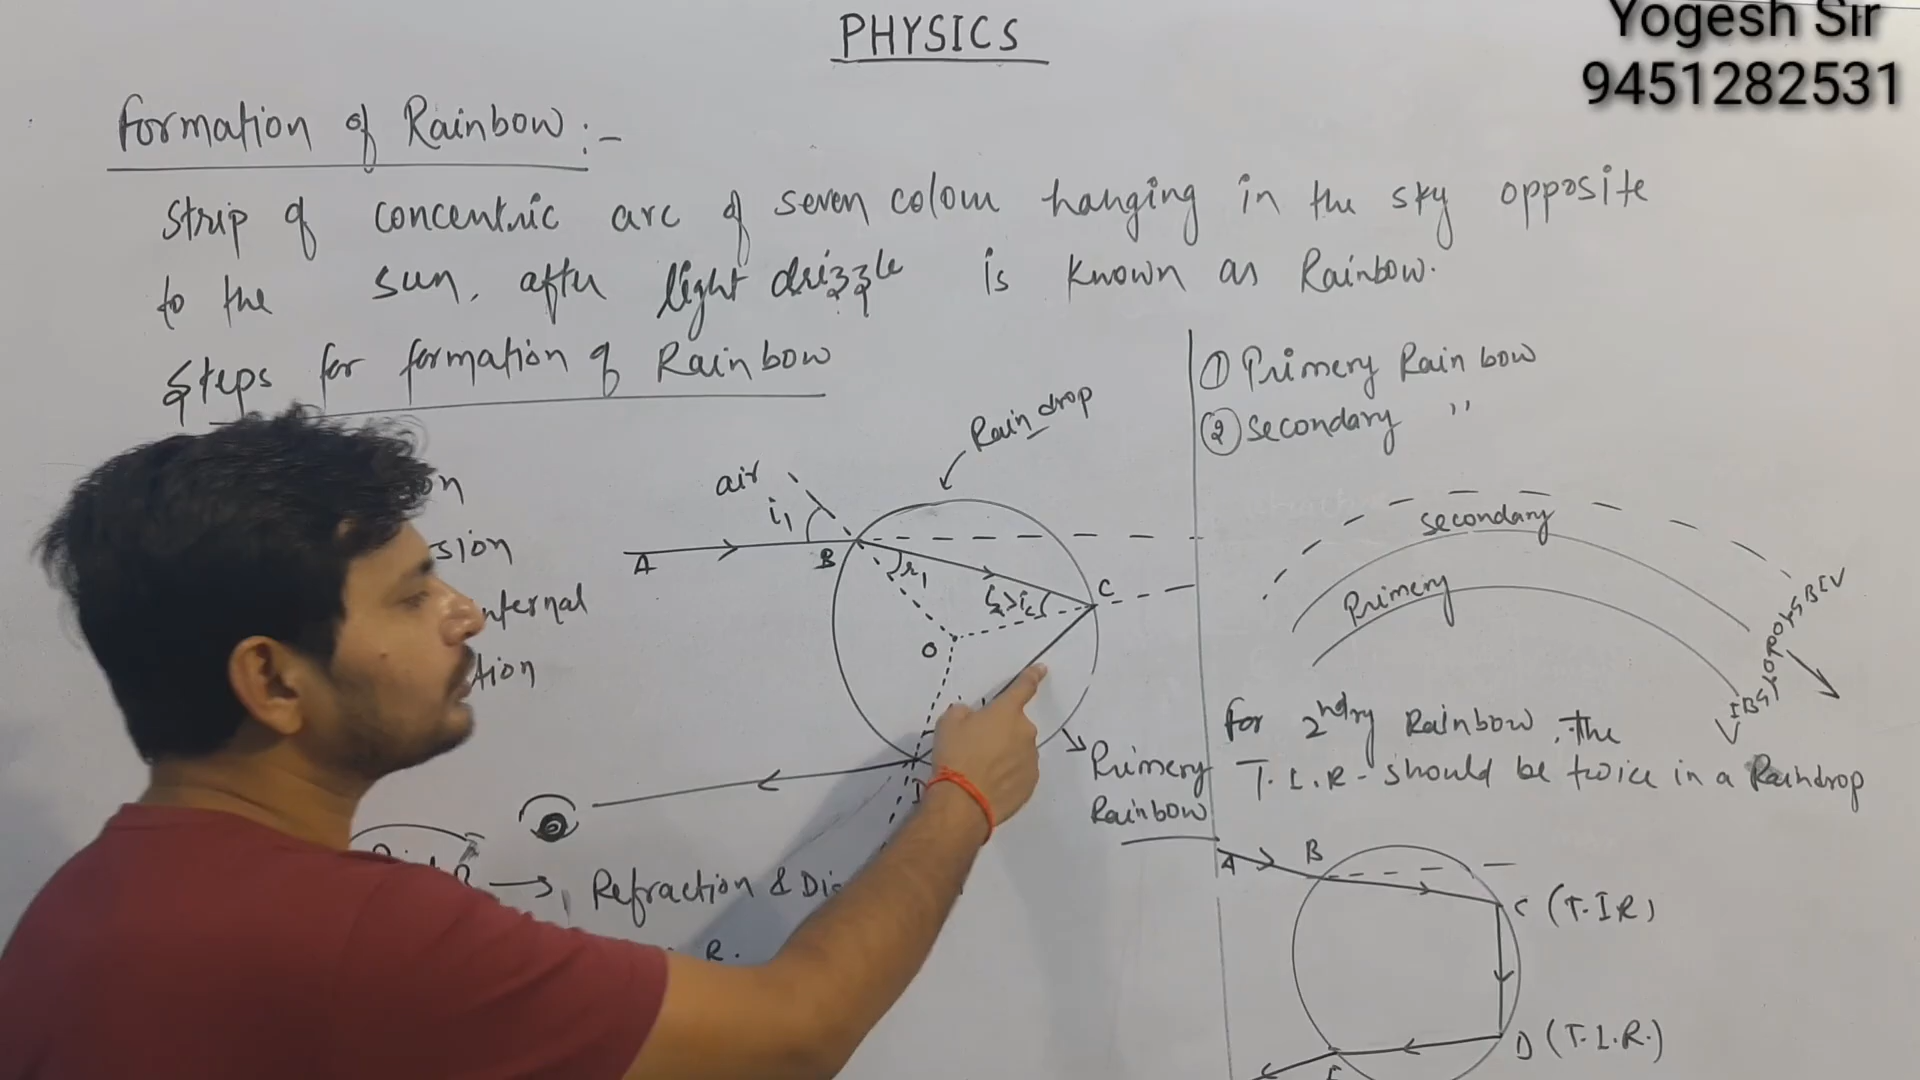 PHYSICS
Yogesh Sir
9451282531
Formation of Rainbow:-
Strip of concentric arc of seven colour hanging in the sky opposite
to the sun, after light drizzle is known as Rainbow.
Steps for formation of Rainbow
Rain drop
air
i1
A
B
r1
C
O
D
Primery
Rainbow
Refraction &
R.
① Primery Rainbow
② Secondary "
Secondary
Primery
For 2ndry Rainbow, the
T.I.R- should be twice in a Raindrop
A
B
C (T.I.R)
D (T.I.R.)
E